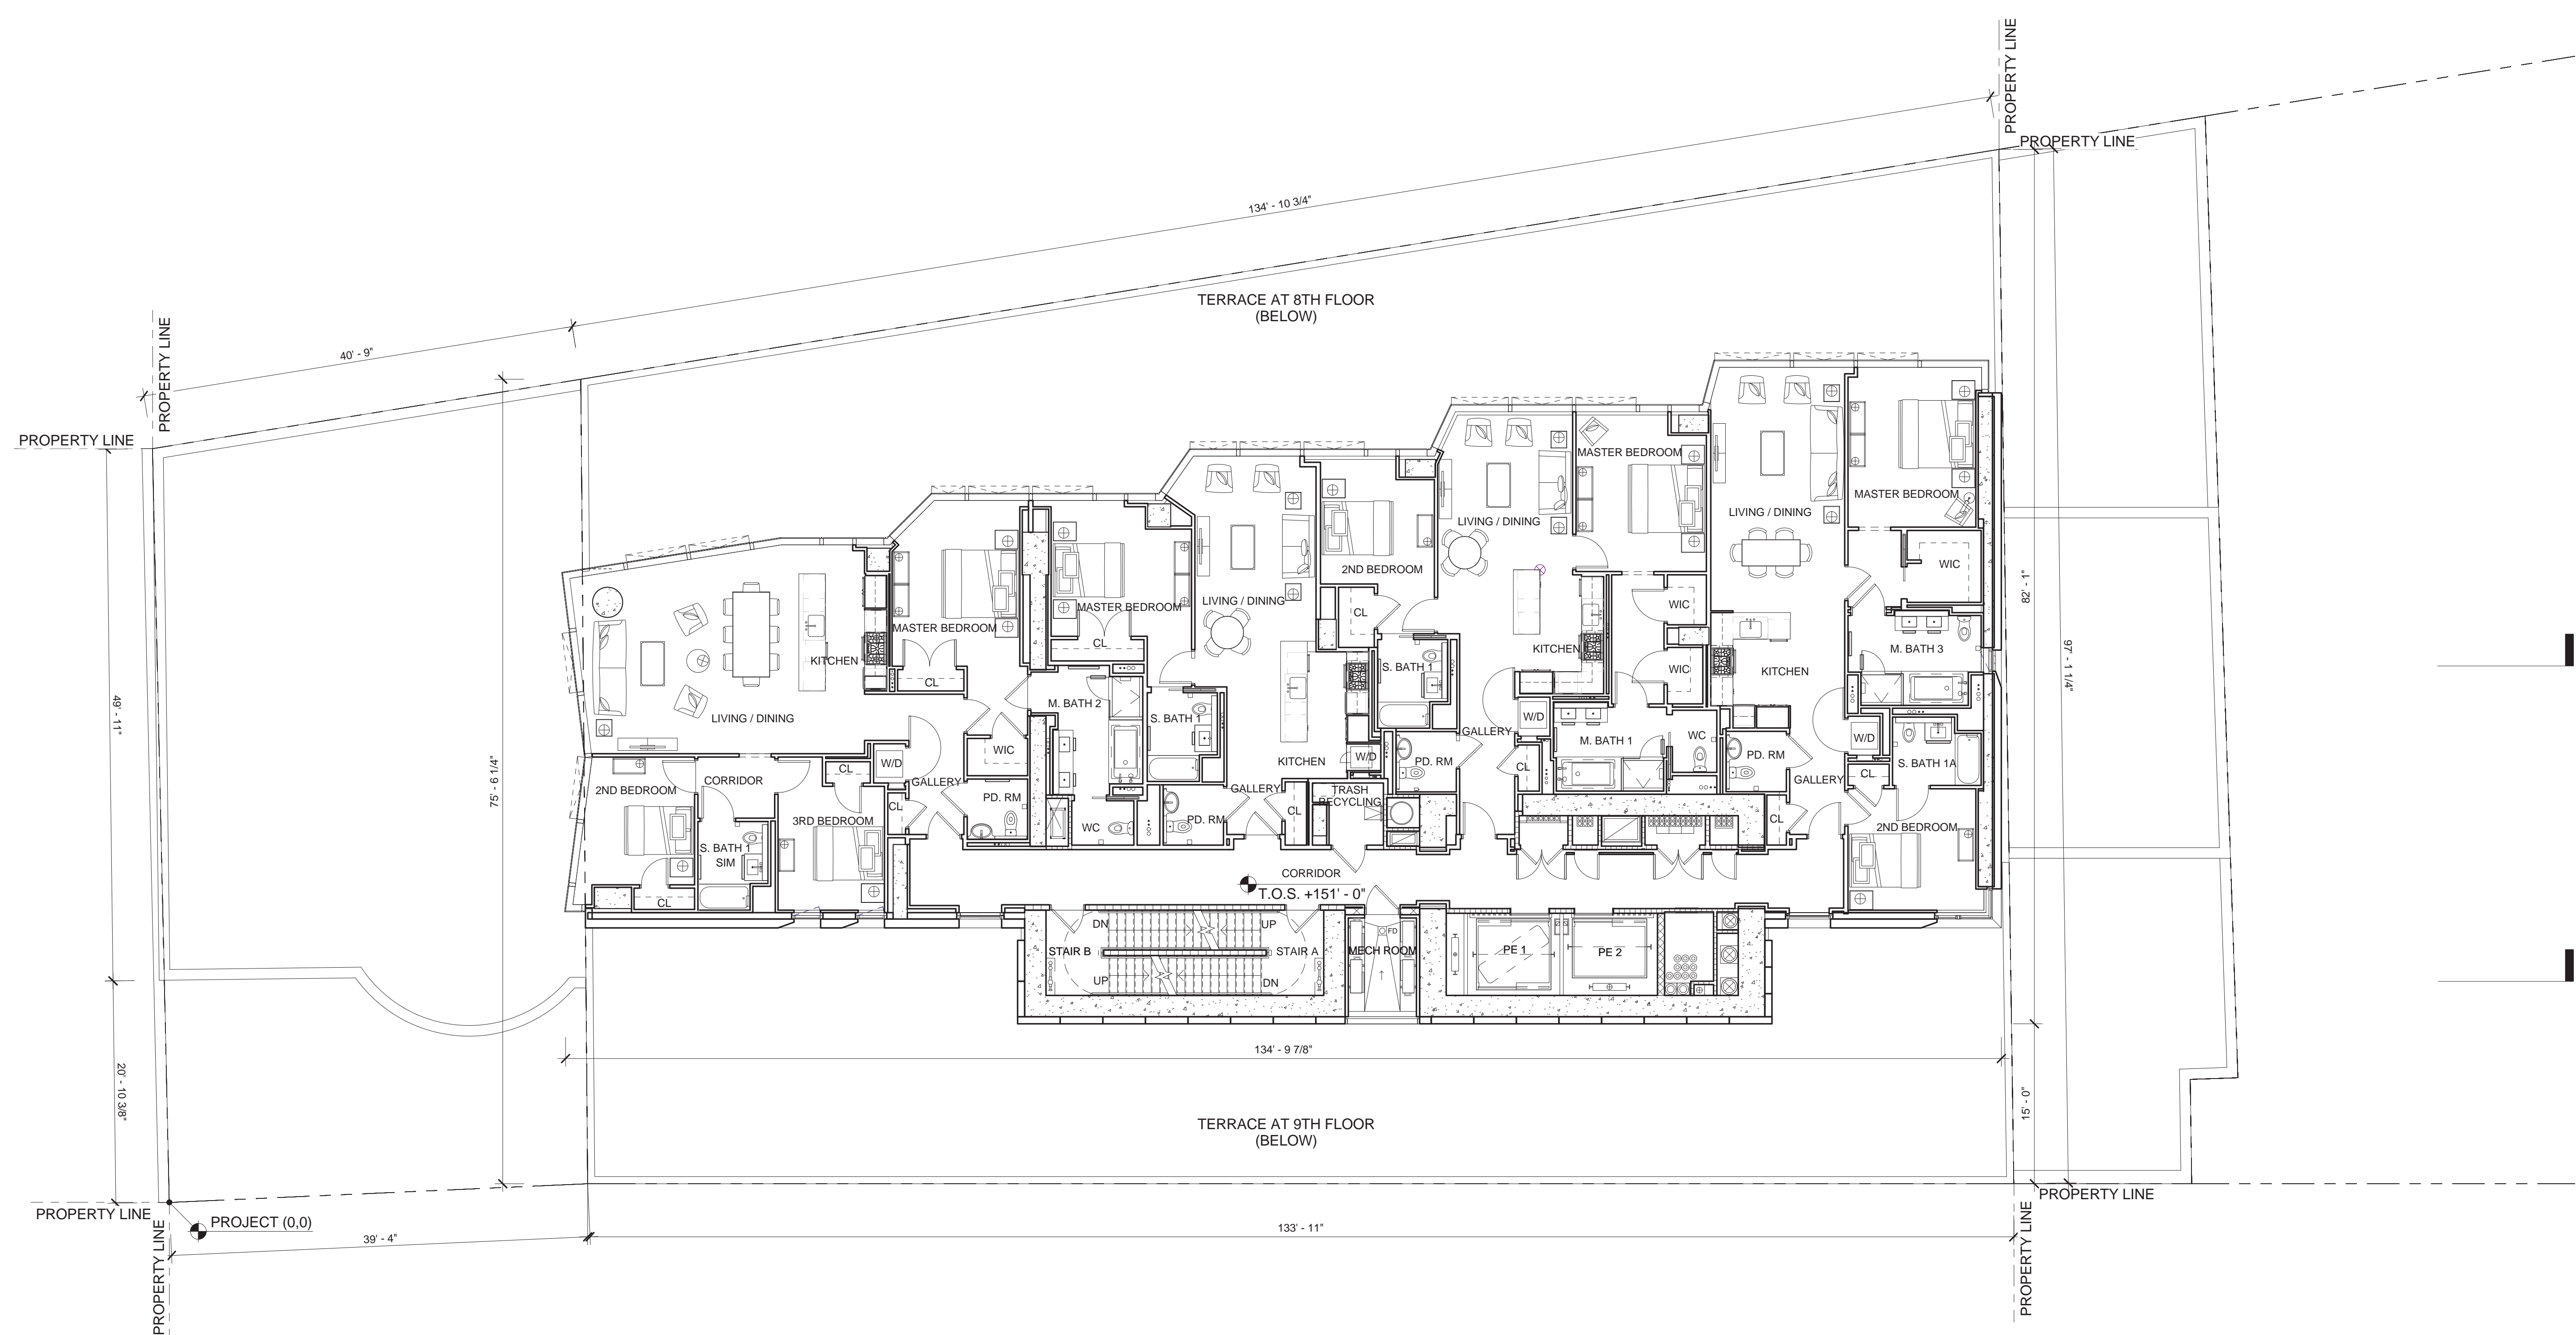 PROPERTY LINE
PROPERTY LINE
134' - 10 3/4"
TERRACE AT 8TH FLOOR
(BELOW)
PROPERTY LINE
40' - 9"
PROPERTY LINE
MASTER BEDROOM
MASTER BEDROOM
LIVING / DINING
LIVING / DINING
2ND BEDROOM
WIC
82' - 1"
LIVING / DINING
MASTER BEDROOM
CL
WIC
MASTER BEDROOM
CL
KITCHEN
M. BATH 3
97' - 1 1/4"
KITCHEN
S. BATH 1
WIC
KITCHEN
CL
49' - 11"
LIVING / DINING
M. BATH 2
S. BATH 1
W/D
GALLERY
M. BATH 1
WC
W/D
PD. RM
WIC
W/D
KITCHEN
W/D
PD. RM
CL
S. BATH 1A
75' - 6 1/4"
2ND BEDROOM
CORRIDOR
CL
GALLERY
PD. RM
GALLERY
TRASH
RECYCLING
GALLERY
CL
CL
CL
3RD BEDROOM
WC
PD. RM
CL
2ND BEDROOM
S. BATH 1
SIM
CORRIDOR
T.O.S. +151' - 0"
CL
DN
UP
FD
STAIR B
STAIR A
MECH ROOM
PE 1
PE 2
UP
DN
134' - 9 7/8"
20' - 10 3/8"
15' - 0"
TERRACE AT 9TH FLOOR
(BELOW)
PROPERTY LINE
PROPERTY LINE
PROJECT (0,0)
39' - 4"
133' - 11"
PROPERTY LINE
PROPERTY LINE